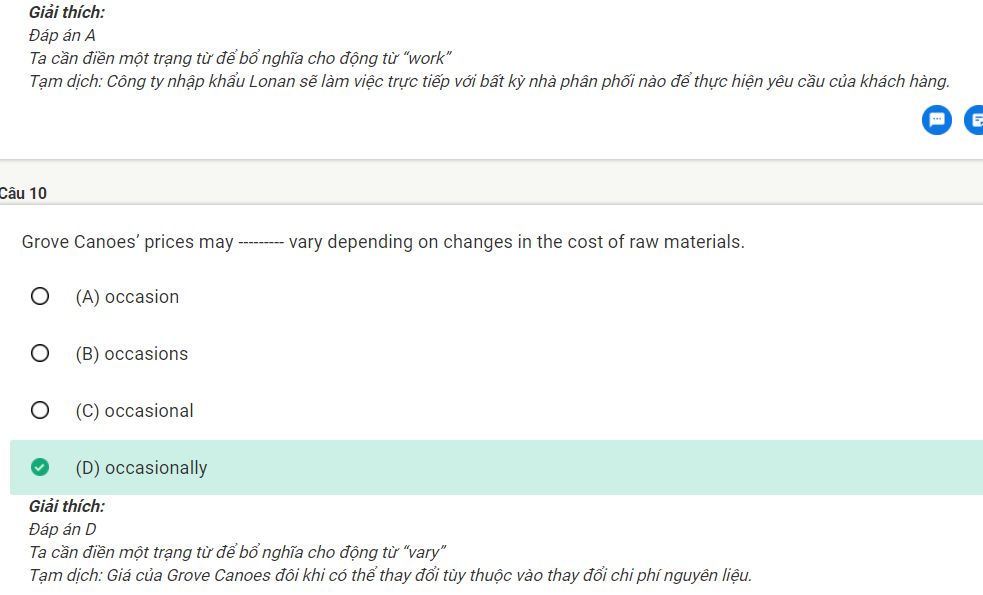 Giải thích:
Đáp án A
Ta cần điền một trạng từ để bổ nghĩa cho động từ “work”
Tạm dịch: Công ty nhập khẩu Lonan sẽ làm việc trực tiếp với bất kỳ nhà phân phối nào để thực hiện yêu cầu của khách hàng.
Câu 10
Grove Canoes’ prices may --------- vary depending on changes in the cost of raw materials.
(A) occasion
(B) occasions
(C) occasional
(D) occasionally
Giải thích:
Đáp án D
Ta cần điền một trạng từ để bổ nghĩa cho động từ “vary”
Tạm dịch: Giá của Grove Canoes đôi khi có thể thay đổi tùy thuộc vào thay đổi chi phí nguyên liệu.